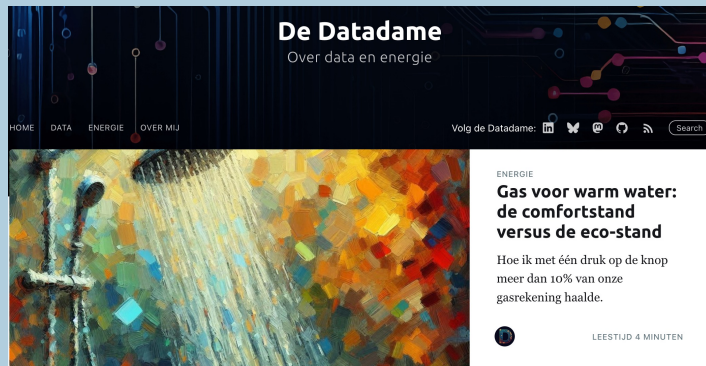 De Datadame
Over data en energie
HOME DATA ENERGIE OVER MIJ
Volg de Datadame:
Search
ENERGIE
Gas voor warm water:
de comfortstand
versus de eco-stand
Hoe ik met één druk op de knop
meer dan 10% van onze
gasrekening haalde.
LEESTIJD 4 MINUTEN